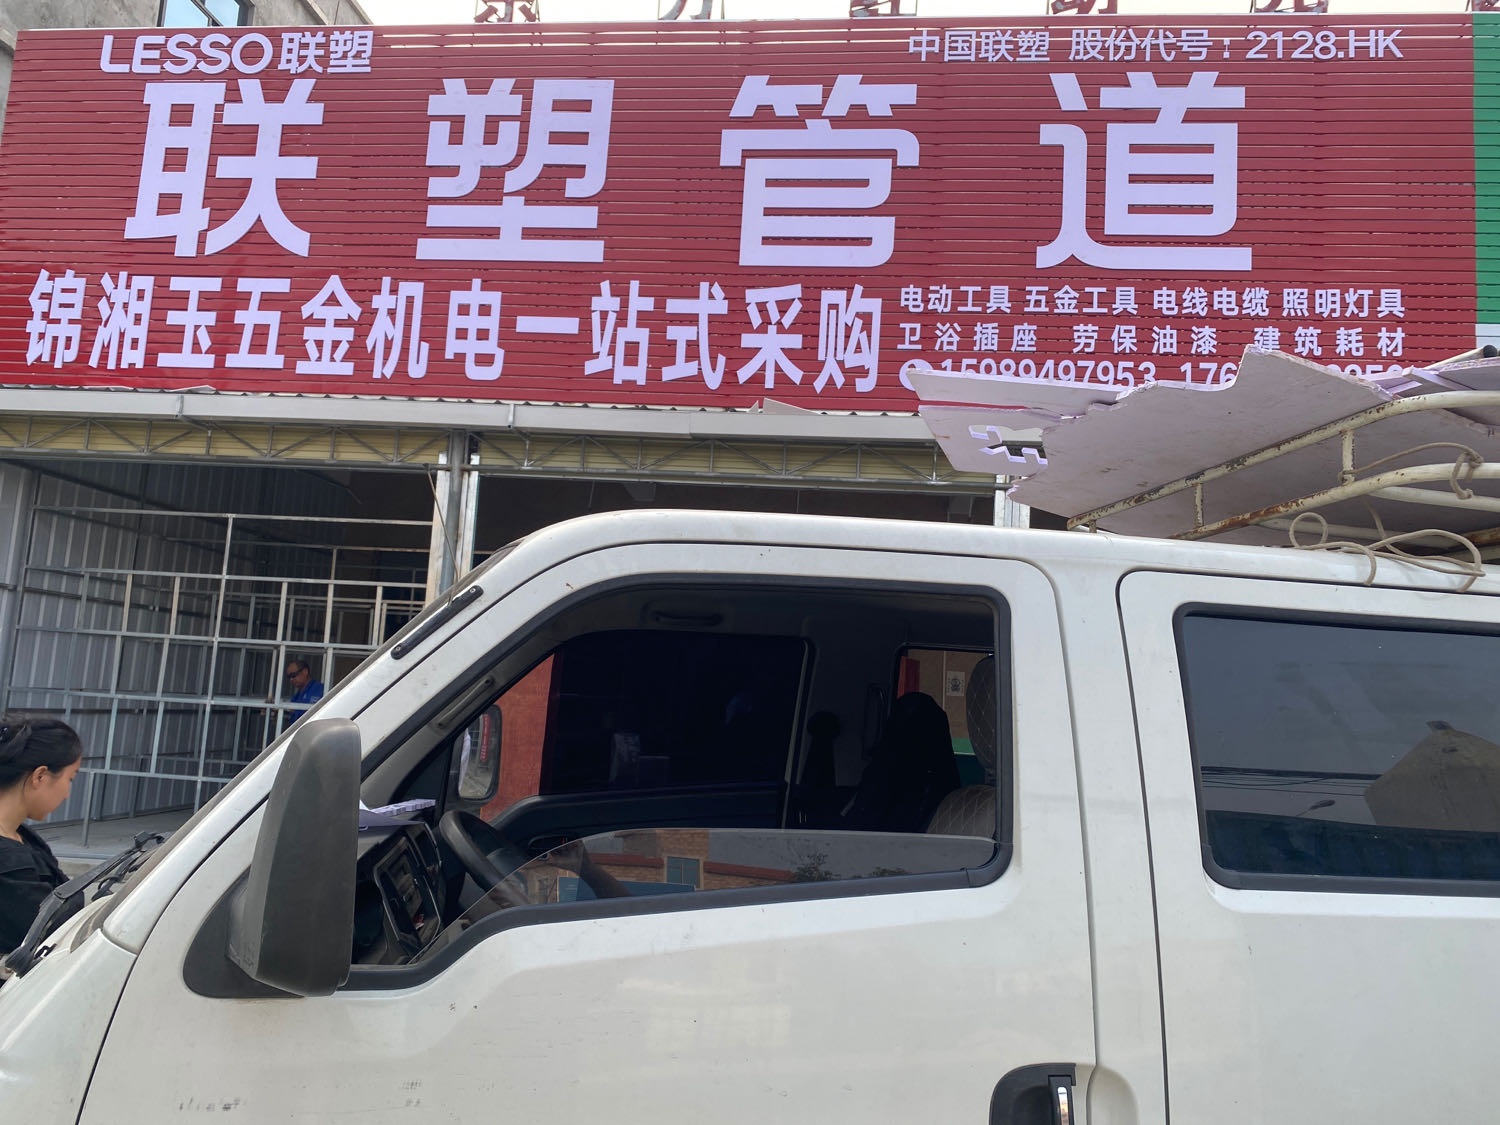 LESSO联塑
中国联塑 股份代号：2128.HK
联塑管道
锦湘玉五金机电一站式采购
电动工具 五金工具 电线电缆 照明灯具
卫浴插座 劳保油漆 建筑耗材
15989497953